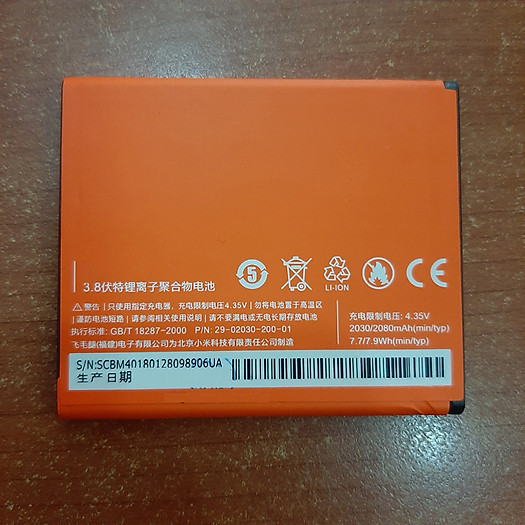 3.8伏特锂离子聚合物电池
5
LI-ION
CE
警告 | 只使用指定充电器, 充电限制电压4.35V | 勿将电池置于高温区
谨防电池短路 | 请参阅相关使用说明 | 请不要满电或无电长期存放电池
执行标准: GB/T 18287-2000 P/N: 29-02030-200-01
飞毛腿(福建)电子有限公司为北京小米科技有限责任公司制造
充电限制电压: 4.35V
2030/2080mAh(min/typ)
7.7/7.9Wh(min/typ)
S/N:SCBM40180128098906UA
生产日期